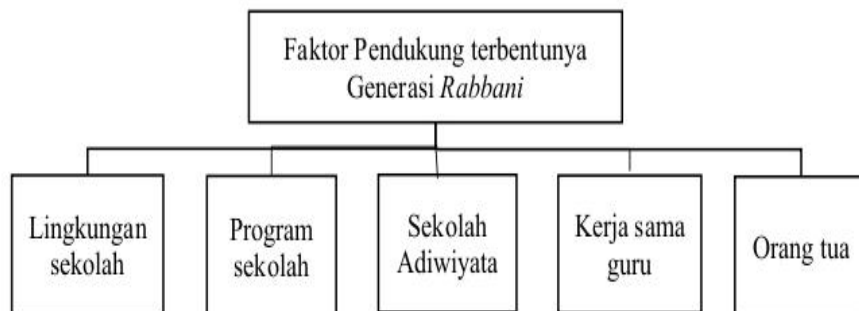 Faktor Pendukung terbentunya
Generasi Rabbani
Lingkungan
sekolah
Program
sekolah
Sekolah
Adiwiyata
Kerja sama
guru
Orang tua